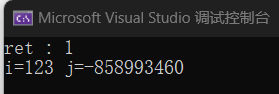 Microsoft Visual Studio 调试控制台
ret : 1
i=123 j=-858993460